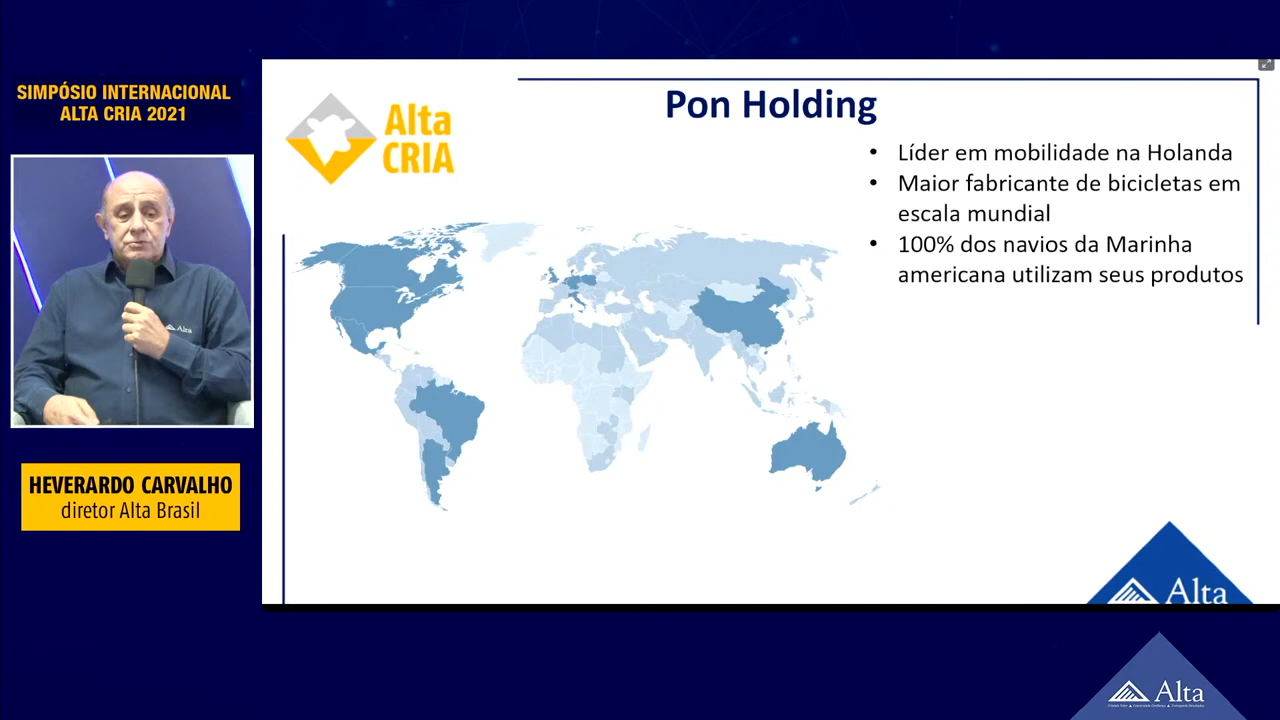 SIMPÓSIO INTERNACIONAL
ALTA CRIA 2021
Alta
HEVERARDO CARVALHO
diretor Alta Brasil
Alta
CRIA
Pon Holding
• Líder em mobilidade na Holanda
• Maior fabricante de bicicletas em
escala mundial
• 100% dos navios da Marinha
americana utilizam seus produtos
Alta
Alta